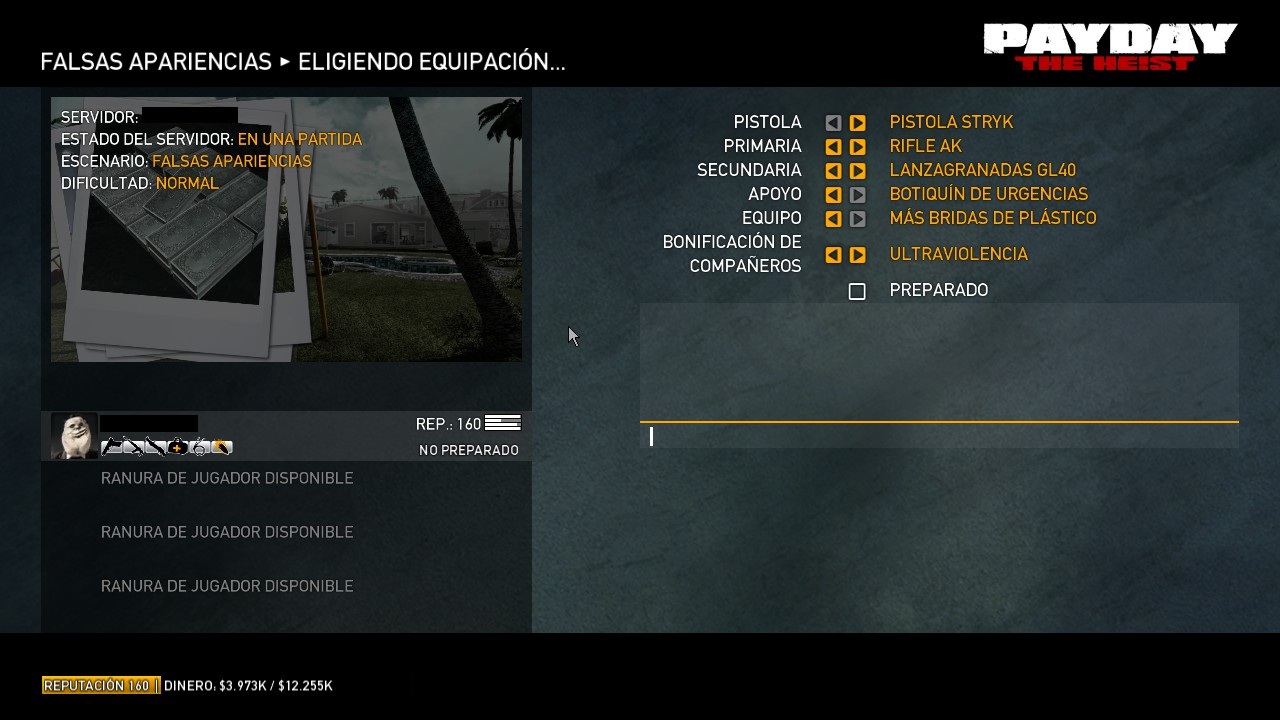 FALSAS APARIENCIAS ▸ ELIGIENDO EQUIPACIÓN...
PAYDAY
THE HEIST
SERVIDOR:
ESTADO DEL SERVIDOR: EN UNA PARTIDA
ESCENARIO: FALSAS APARIENCIAS
DIFICULTAD: NORMAL
PISTOLA PISTOLA STRYK
PRIMARIA RIFLE AK
SECUNDARIA LANZAGRANADAS GL40
APOYO BOTIQUÍN DE URGENCIAS
EQUIPO MÁS BRIDAS DE PLÁSTICO
BONIFICACIÓN DE
COMPAÑEROS ULTRAVIOLENCIA
PREPARADO
REP.: 160
NO PREPARADO
RANURA DE JUGADOR DISPONIBLE
RANURA DE JUGADOR DISPONIBLE
RANURA DE JUGADOR DISPONIBLE
REPUTACIÓN 160 | DINERO: $3.973K / $12.255K